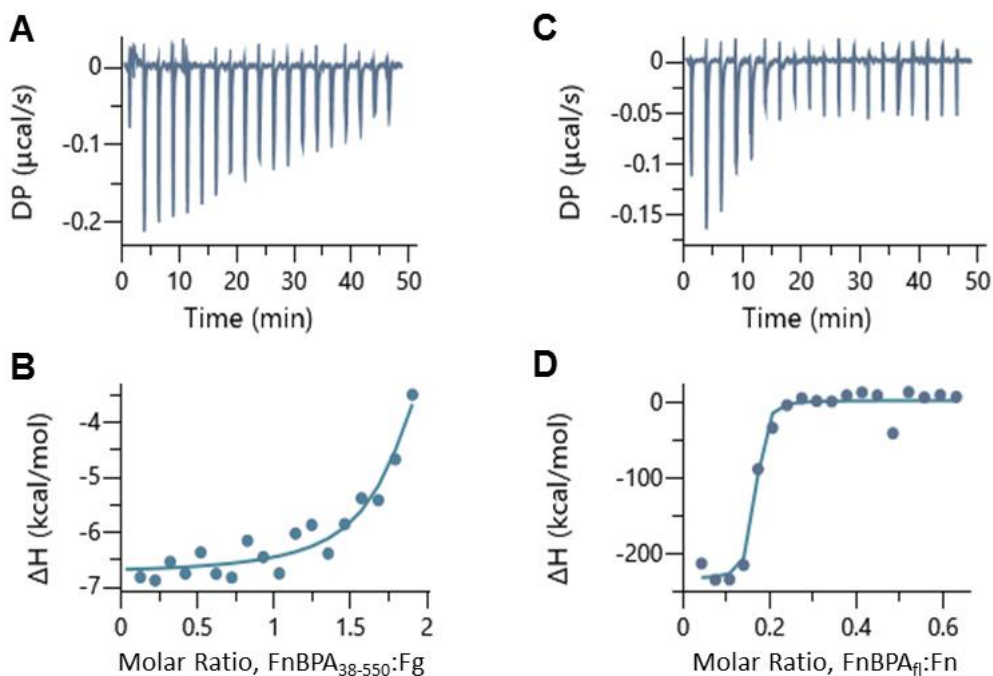 A
DP (µcal/s)
0
-0.1
-0.2
0 10 20 30 40 50
Time (min)
C
DP (µcal/s)
0
-0.05
-0.1
-0.15
0 10 20 30 40 50
Time (min)
B
ΔH (kcal/mol)
-4
-5
-6
-7
0 0.5 1 1.5 2
Molar Ratio, FnBPA38-550:Fg
D
ΔH (kcal/mol)
0
-100
-200
0 0.2 0.4 0.6
Molar Ratio, FnBPAfl:Fn